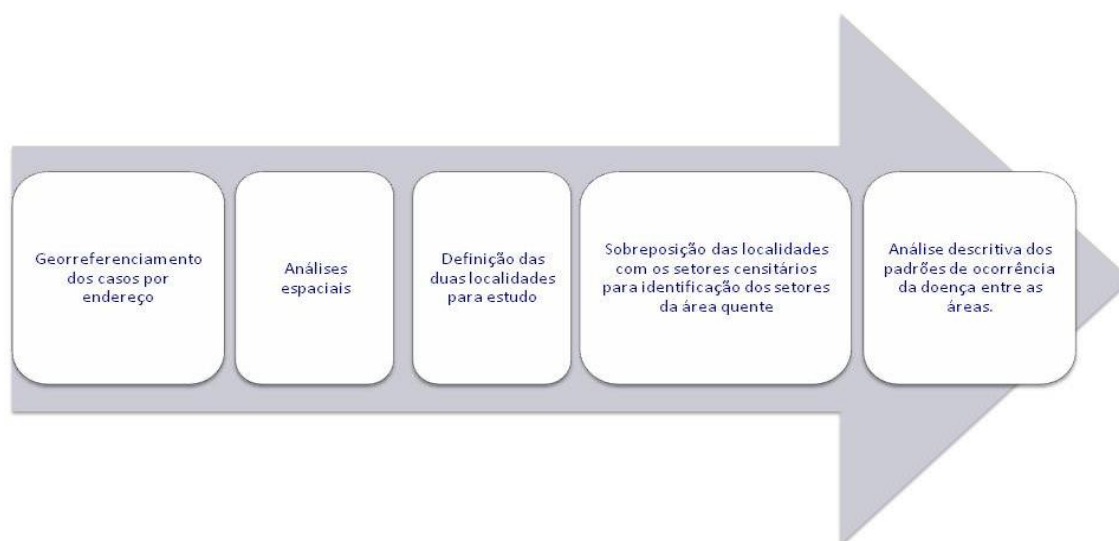 Georreferenciamento
dos casos por
endereço
Análises
espaciais
Definição das
duas localidades
para estudo
Sobreposição das localidades
com os setores censitários
para identificação dos setores
da área quente
Análise descritiva dos
padrões de ocorrência
da doença entre as
áreas.